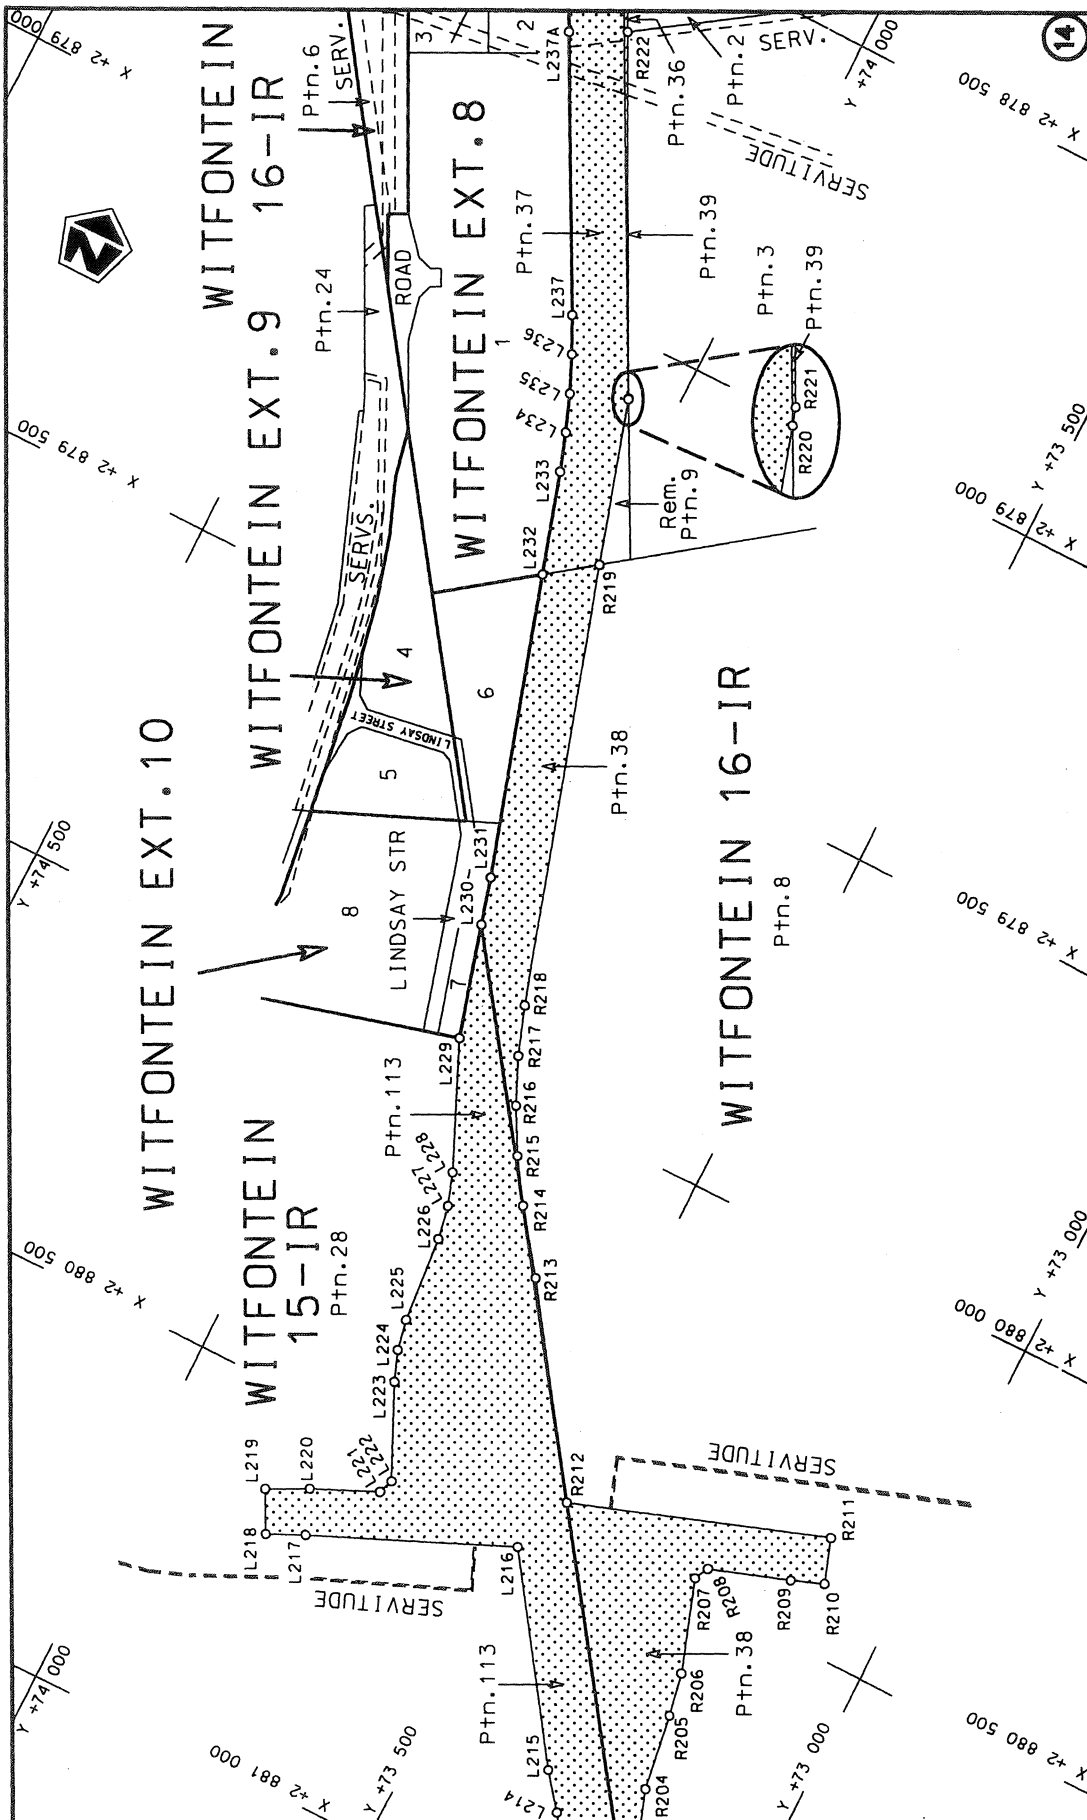 14
X +2 879 000
WITFONTEIN
16-IR
Ptn.6
SERV.
3
2
L237A
R222
Ptn.36
Ptn.2
SERV.
Y +74 000
X +2 878 500
SERVITUDE
N
WITFONTEIN EXT.9
Ptn.24
ROAD
WITFONTEIN EXT.8
1
Ptn.37
Ptn.39
Ptn.3
Ptn.39
L237
L236
L235
L234
L233
L232
R221
R220
Rem.
Ptn.9
R219
X +2 879 500
SERVS.
Y +73 500
X +2 879 000
WITFONTEIN EXT.10
4
LINDSAY STREET
5
6
Ptn.38
WITFONTEIN 16-IR
Ptn.8
Y +74 500
8
LINDSAY STR
7
L231
L230
L229
R218
R217
R216
R215
R214
R213
X +2 879 500
WITFONTEIN
15-IR
Ptn.28
Ptn.113
L228
L227
L226
L225
L224
L223
L222
L221
L220
L219
L218
L217
L216
X +2 880 500
Y +73 000
X +2 880 000
SERVITUDE
SERVITUDE
R212
R211
R210
R209
R208
R207
R206
R205
R204
Ptn.38
Ptn.113
L215
L214
Y +74 000
X +2 881 000
Y +73 500
Y +73 000
X +2 880 500